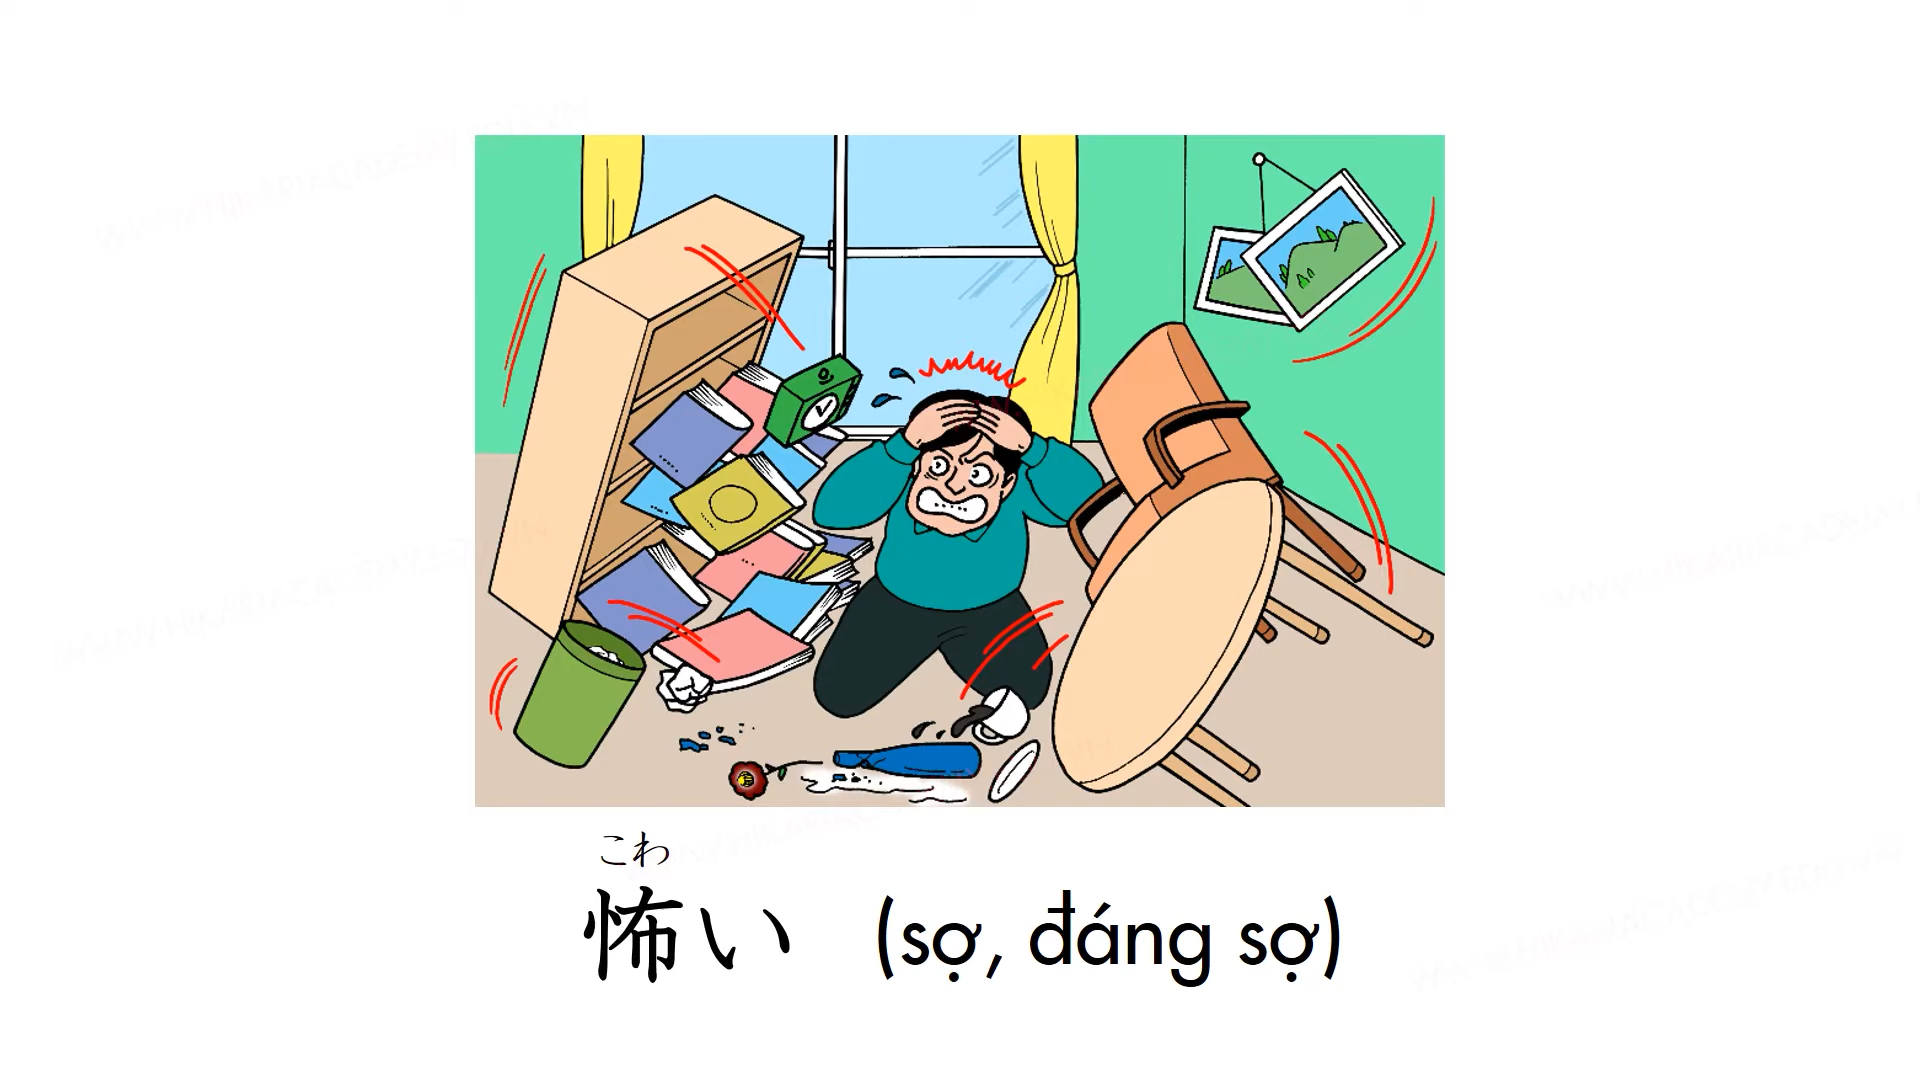 こわ
怖い (sợ, đáng sợ)